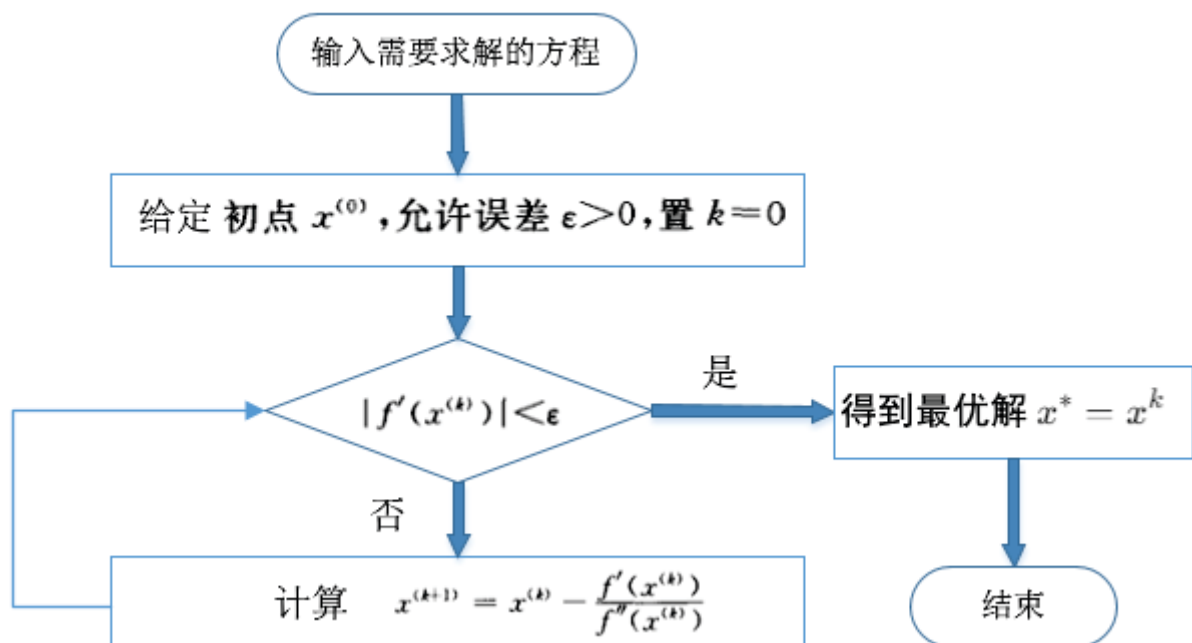 输入需要求解的方程
给定 初点 x⁽⁰⁾,允许误差 ε>0,置 k=0
|f′(x⁽ᵏ⁾)|<ε
是
得到最优解 x* = xᵏ
否
计算 x⁽ᵏ⁺¹⁾ = x⁽ᵏ⁾ − f′(x⁽ᵏ⁾)/f″(x⁽ᵏ⁾)
结束